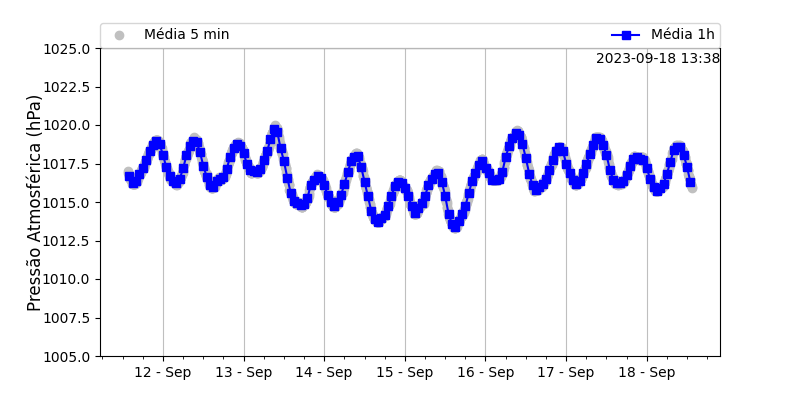 Média 5 min
Média 1h
2023-09-18 13:38
Pressão Atmosférica (hPa)
1025.0
1022.5
1020.0
1017.5
1015.0
1012.5
1010.0
1007.5
1005.0
12 - Sep
13 - Sep
14 - Sep
15 - Sep
16 - Sep
17 - Sep
18 - Sep